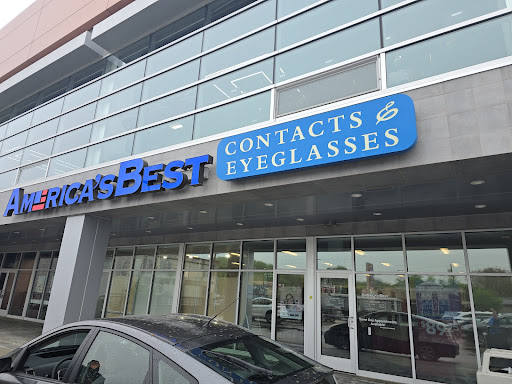 AMERICA'S BEST
CONTACTS &
EYEGLASSES